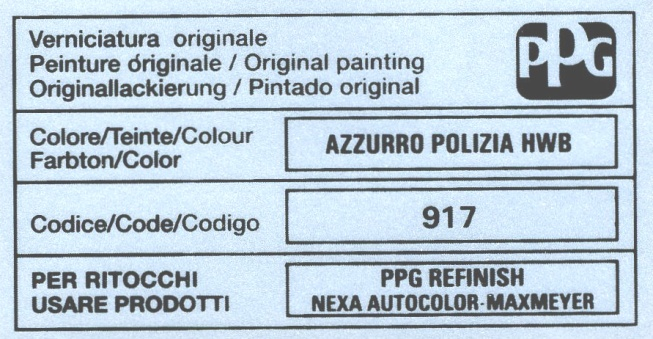 Verniciatura originale
Peinture originale / Original painting
Originallackierung / Pintado original
PPG
Colore/Teinte/Colour
Farbton/Color
AZZURRO POLIZIA HWB
Codice/Code/Codigo
917
PER RITOCCHI
USARE PRODOTTI
PPG REFINISH
NEXA AUTOCOLOR-MAXMEYER